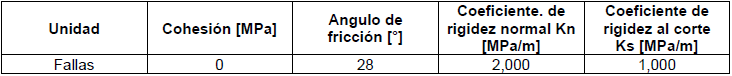 Unidad Cohesión [MPa] Angulo de fricción [°] Coeficiente. de rigidez normal Kn [MPa/m] Coeficiente de rigidez al corte Ks [MPa/m]
Fallas 0 28 2,000 1,000